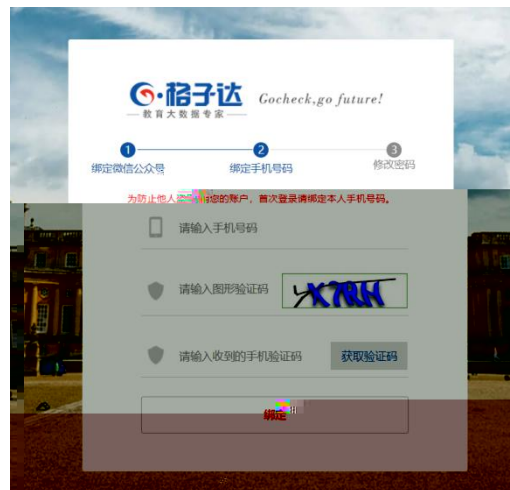 格子达
教育大数据专家
Gocheck,go future!
1 2 3
绑定微信公众号 绑定手机号码 修改密码
为防止他人 您的账户，首次登录请绑定本人手机号码。
请输入手机号码
请输入图形验证码
请输入收到的手机验证码 获取验证码
绑定